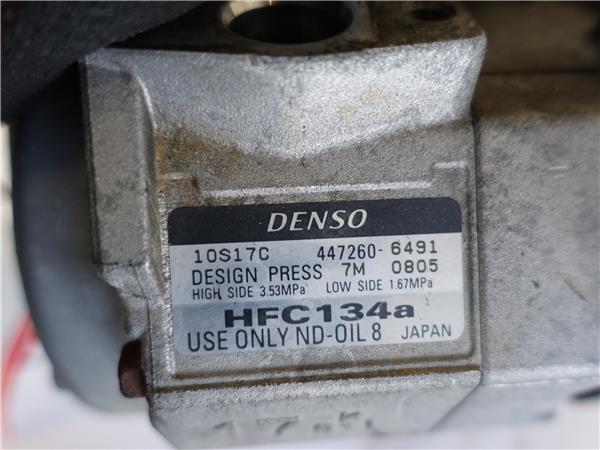 DENSO
10S17C 447260-6491
DESIGN PRESS 7M 0805
HIGH SIDE 3.53MPa LOW SIDE 1.67MPa
HFC134a
USE ONLY ND-OIL 8 JAPAN